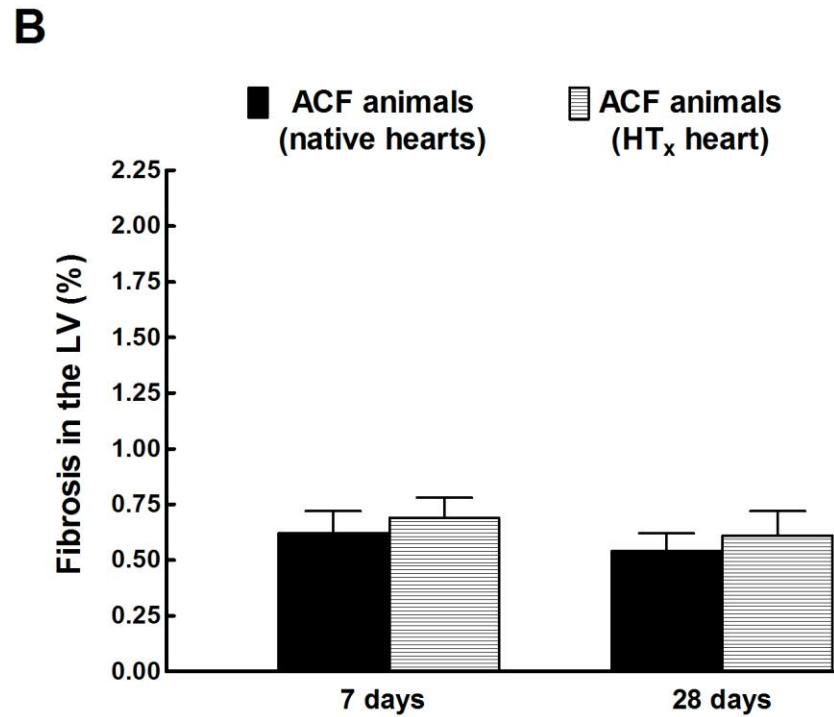 B
ACF animals
(native hearts)
ACF animals
(HTx heart)
Fibrosis in the LV (%)
2.25
2.00
1.75
1.50
1.25
1.00
0.75
0.50
0.25
0.00
7 days
28 days